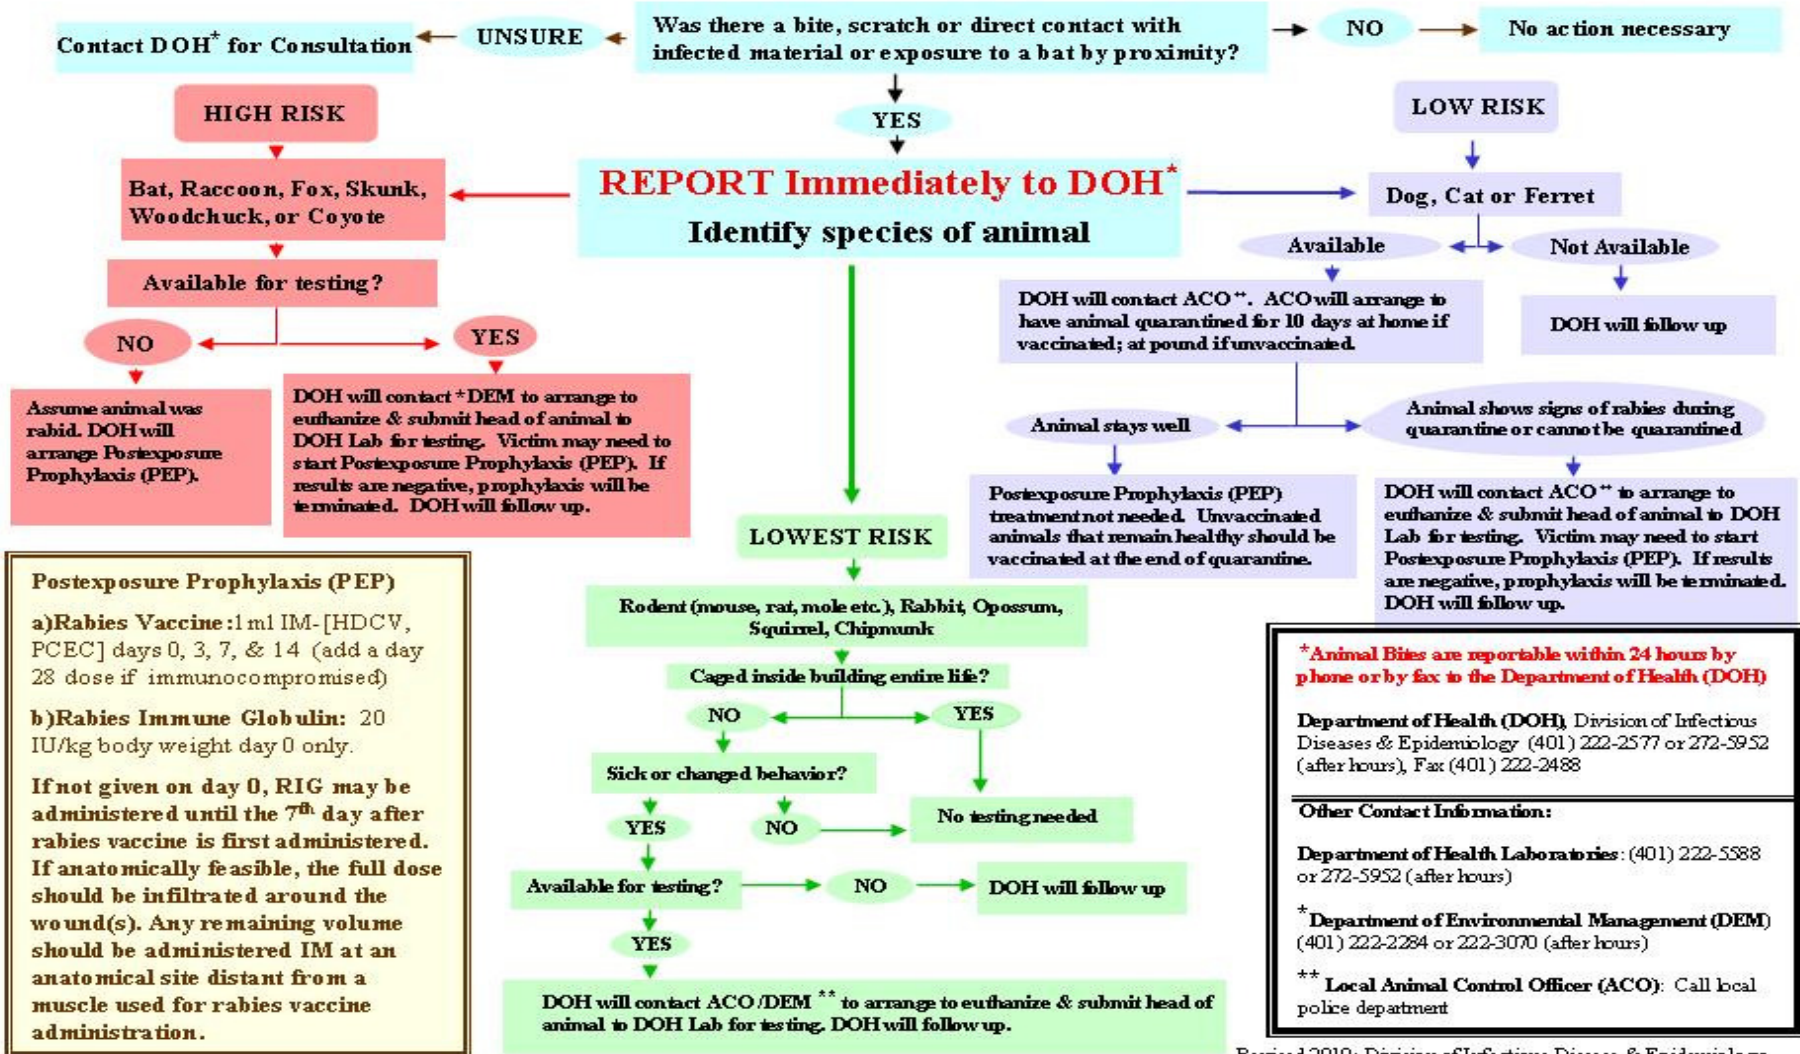 Contact DOH* for Consultation
UNSURE
Was there a bite, scratch or direct contact with
infected material or exposure to a bat by proximity?
NO
No action necessary
YES
HIGH RISK
Bat, Raccoon, Fox, Skunk,
Woodchuck, or Coyote
Available for testing?
NO
YES
Assume animal was
rabid. DOH will
arrange Postexposure
Prophylaxis (PEP).
DOH will contact *DEM to arrange to
euthanize & submit head of animal to
DOH Lab for testing. Victim may need to
start Postexposure Prophylaxis (PEP). If
results are negative, prophylaxis will be
terminated. DOH will follow up.
REPORT Immediately to DOH*
Identify species of animal
LOW RISK
Dog, Cat or Ferret
Available
Not Available
DOH will contact ACO**. ACO will arrange to
have animal quarantined for 10 days at home if
vaccinated; at pound if unvaccinated.
DOH will follow up
Animal stays well
Animal shows signs of rabies during
quarantine or cannot be quarantined
Postexposure Prophylaxis (PEP)
treatment not needed. Unvaccinated
animals that remain healthy should be
vaccinated at the end of quarantine.
DOH will contact ACO** to arrange to
euthanize & submit head of animal to DOH
Lab for testing. Victim may need to start
Postexposure Prophylaxis (PEP). If results
are negative, prophylaxis will be terminated.
DOH will follow up.
LOWEST RISK
Rodent (mouse, rat, mole etc.), Rabbit, Opossum,
Squirrel, Chipmunk
Caged inside building entire life?
NO
YES
Sick or changed behavior?
YES
NO
No testing needed
Available for testing?
NO
DOH will follow up
YES
DOH will contact ACO/DEM ** to arrange to euthanize & submit head of
animal to DOH Lab for testing. DOH will follow up.
Postexposure Prophylaxis (PEP)
a)Rabies Vaccine:1ml IM-[HDCV,
PCEC] days 0, 3, 7, & 14 (add a day
28 dose if immunocompromised)
b)Rabies Immune Globulin: 20
IU/kg body weight day 0 only.
If not given on day 0, RIG may be
administered until the 7th day after
rabies vaccine is first administered.
If anatomically feasible, the full dose
should be infiltrated around the
wound(s). Any remaining volume
should be administered IM at an
anatomical site distant from a
muscle used for rabies vaccine
administration.
*Animal Bites are reportable within 24 hours by
phone or by fax to the Department of Health (DOH)
Department of Health (DOH), Division of Infectious
Diseases & Epidemiology (401) 222-2577 or 272-5952
(after hours), Fax (401) 222-2488
Other Contact Information:
Department of Health Laboratories: (401) 222-5588
or 272-5952 (after hours)
*Department of Environmental Management (DEM)
(401) 222-2284 or 222-3070 (after hours)
** Local Animal Control Officer (ACO): Call local
police department
Division of Infectious Disease & Epidemiology